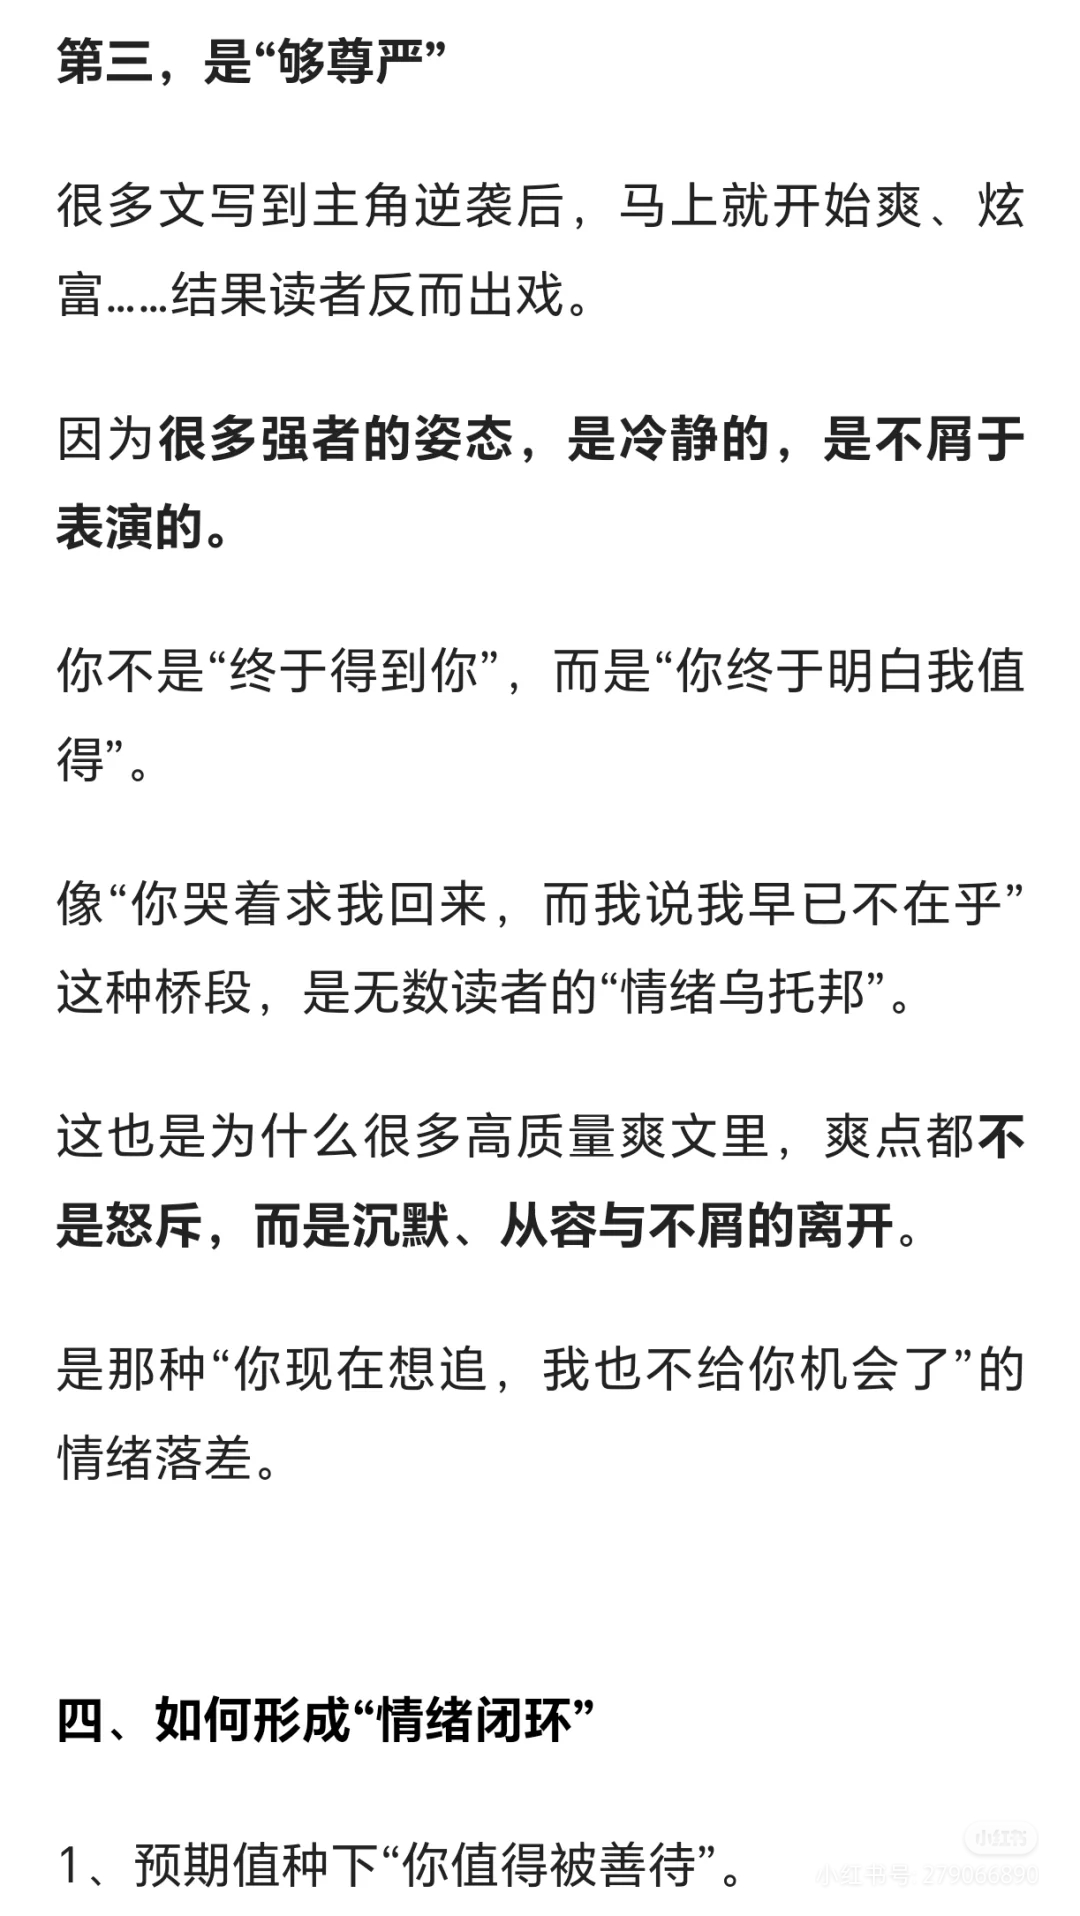 第三，是“够尊严”
很多文写到主角逆袭后，马上就开始爽、炫
富……结果读者反而出戏。
因为很多强者的姿态，是冷静的，是不屑于
表演的。
你不是“终于得到你”，而是“你终于明白我值
得”。
像“你哭着求我回来，而我说我早已不在乎”
这种桥段，是无数读者的“情绪乌托邦”。
这也是为什么很多高质量爽文里，爽点都不
是怒斥，而是沉默、从容与不屑的离开。
是那种“你现在想追，我也不给你机会了”的
情绪落差。
四、如何形成“情绪闭环”
1、预期值种下“你值得被善待”。
小红书
小红书号: 279066890